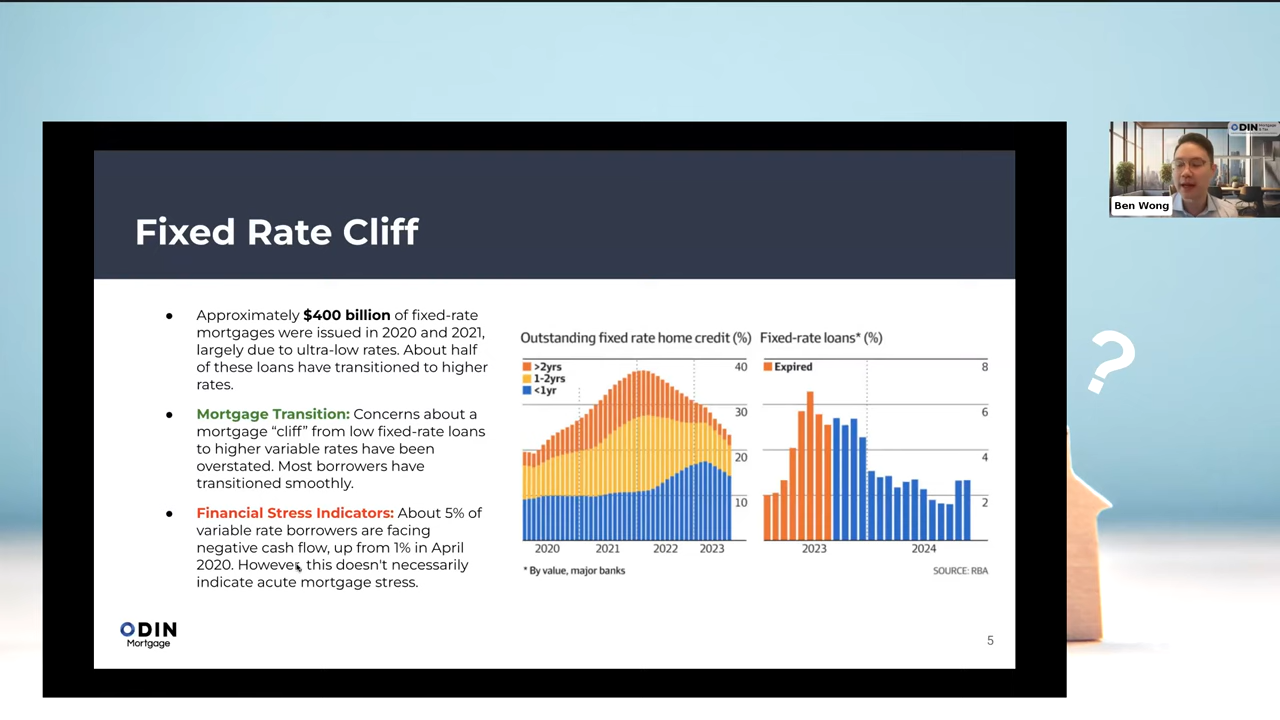 Fixed Rate Cliff
● Approximately $400 billion of fixed-rate
mortgages were issued in 2020 and 2021,
largely due to ultra-low rates. About half
of these loans have transitioned to higher
rates.
● Mortgage Transition: Concerns about a
mortgage “cliff” from low fixed-rate loans
to higher variable rates have been
overstated. Most borrowers have
transitioned smoothly.
● Financial Stress Indicators: About 5% of
variable rate borrowers are facing
negative cash flow, up from 1% in April
2020. However, this doesn't necessarily
indicate acute mortgage stress.
Outstanding fixed rate home credit (%)
>2yrs
1-2yrs
<1yr
40
30
20
10
2020 2021 2022 2023
* By value, major banks
Fixed-rate loans* (%)
Expired
8
6
4
2
2023 2024
SOURCE: RBA
ODIN
Mortgage
5
?
ODIN
Ben Wong